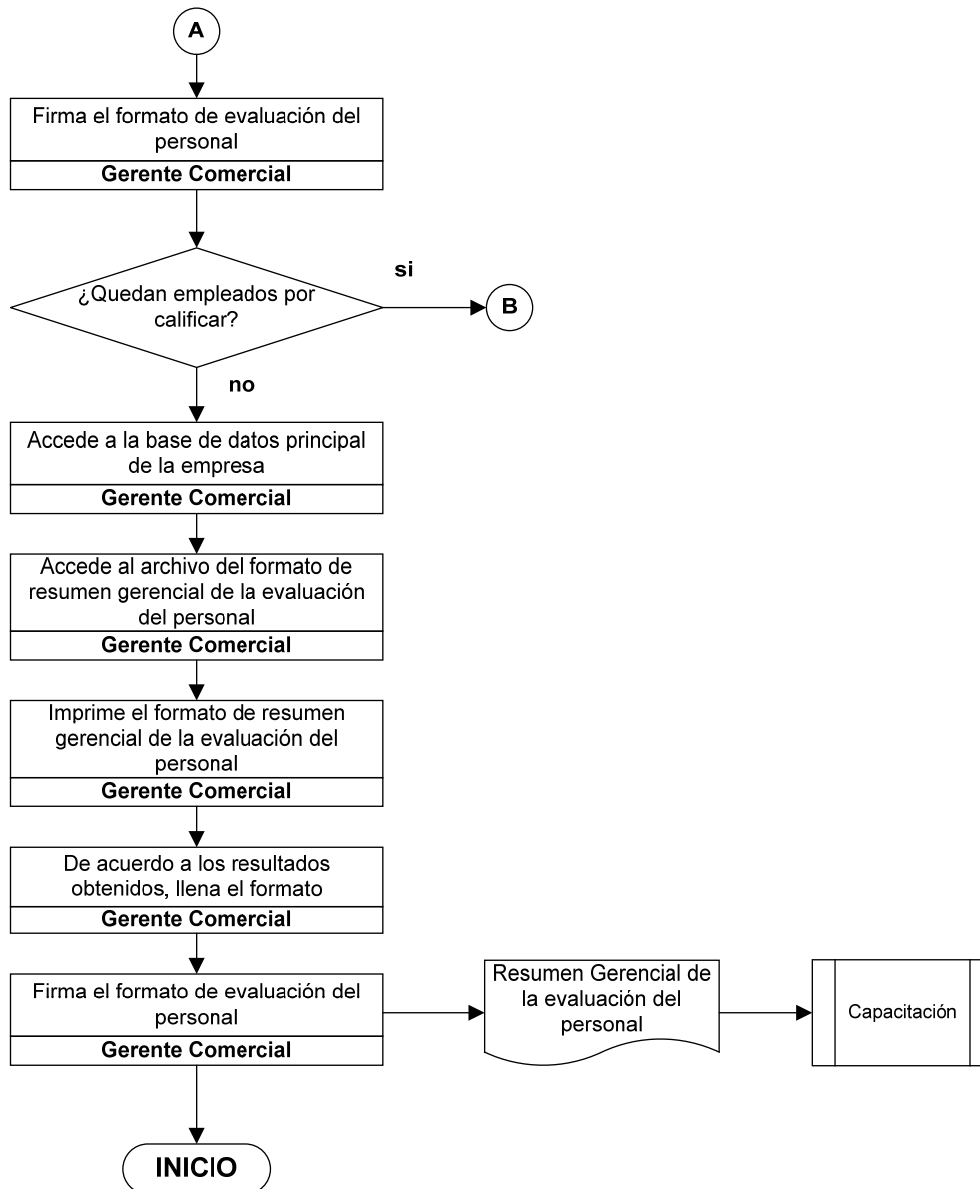 A
Firma el formato de evaluación del
personal
Gerente Comercial
¿Quedan empleados por
calificar?
si
B
no
Accede a la base de datos principal
de la empresa
Gerente Comercial
Accede al archivo del formato de
resumen gerencial de la evaluación
del personal
Gerente Comercial
Imprime el formato de resumen
gerencial de la evaluación del
personal
Gerente Comercial
De acuerdo a los resultados
obtenidos, llena el formato
Gerente Comercial
Firma el formato de evaluación del
personal
Gerente Comercial
Resumen Gerencial de
la evaluación del
personal
Capacitación
INICIO